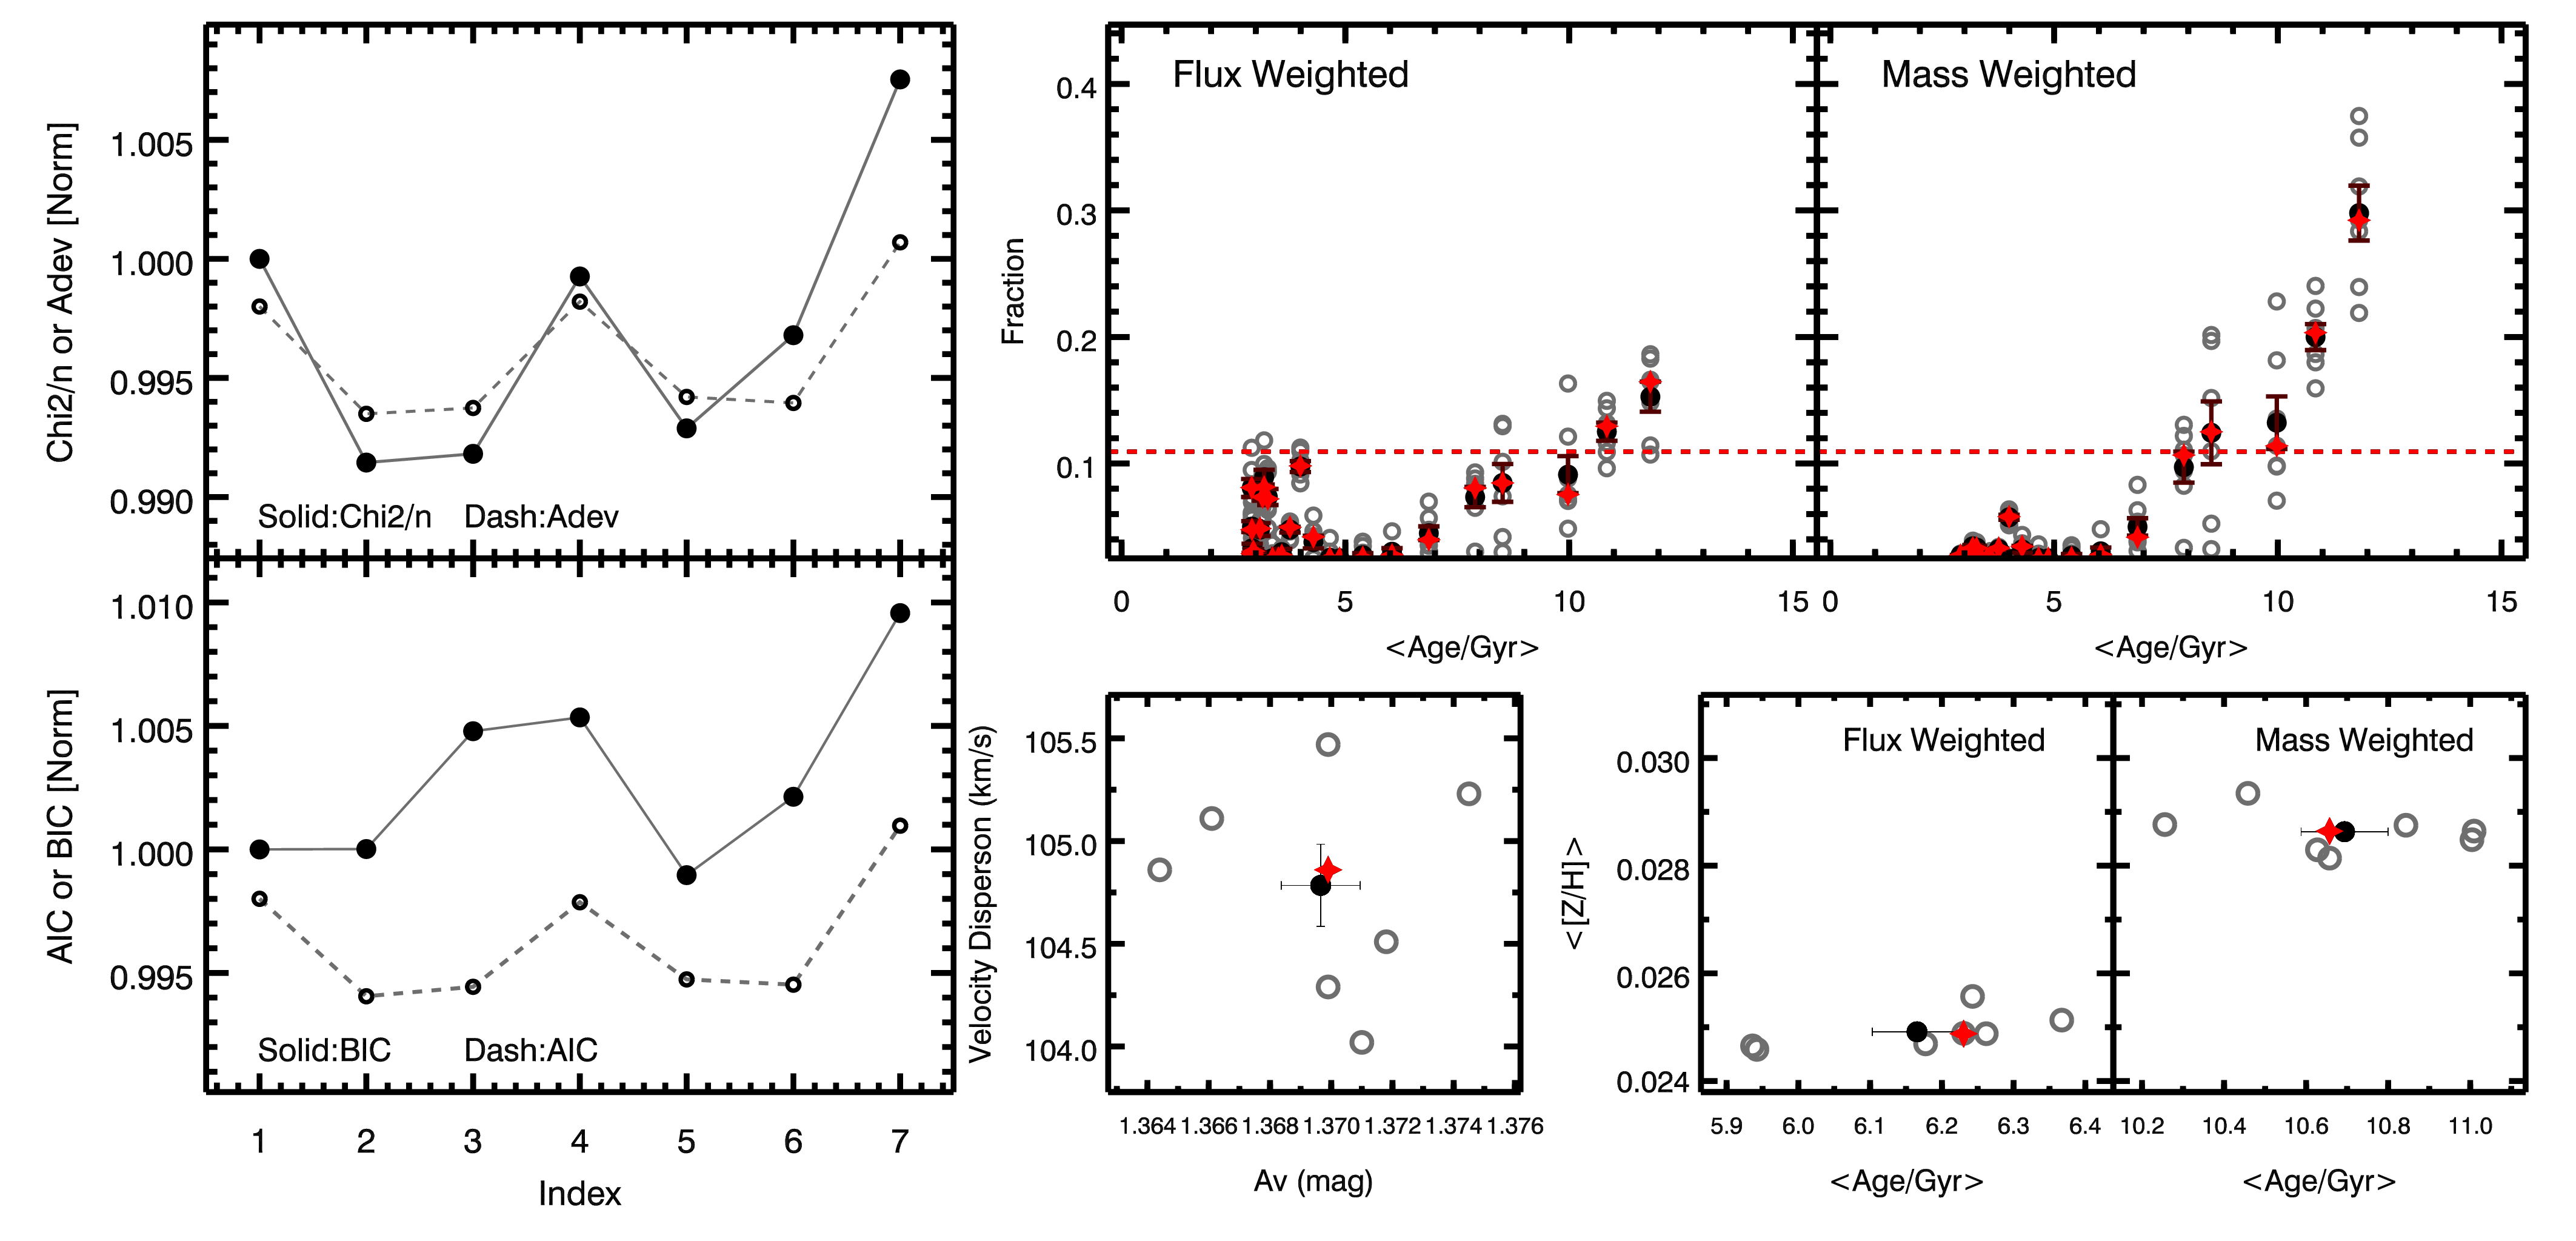 Chi2/n or Adev [Norm]
1.005
1.000
0.995
0.990
Solid:Chi2/n Dash:Adev
AIC or BIC [Norm]
1.010
1.005
1.000
0.995
Solid:BIC Dash:AIC
1 2 3 4 5 6 7
Index
Flux Weighted
Mass Weighted
Fraction
0.4
0.3
0.2
0.1
0 5 10 15
0 5 10 15
<Age/Gyr>
<Age/Gyr>
Velocity Disperson (km/s)
105.5
105.0
104.5
104.0
1.364 1.366 1.368 1.370 1.372 1.374 1.376
Av (mag)
Flux Weighted
Mass Weighted
<[Z/H]>
0.030
0.028
0.026
0.024
5.9 6.0 6.1 6.2 6.3 6.4
10.2 10.4 10.6 10.8 11.0
<Age/Gyr>
<Age/Gyr>